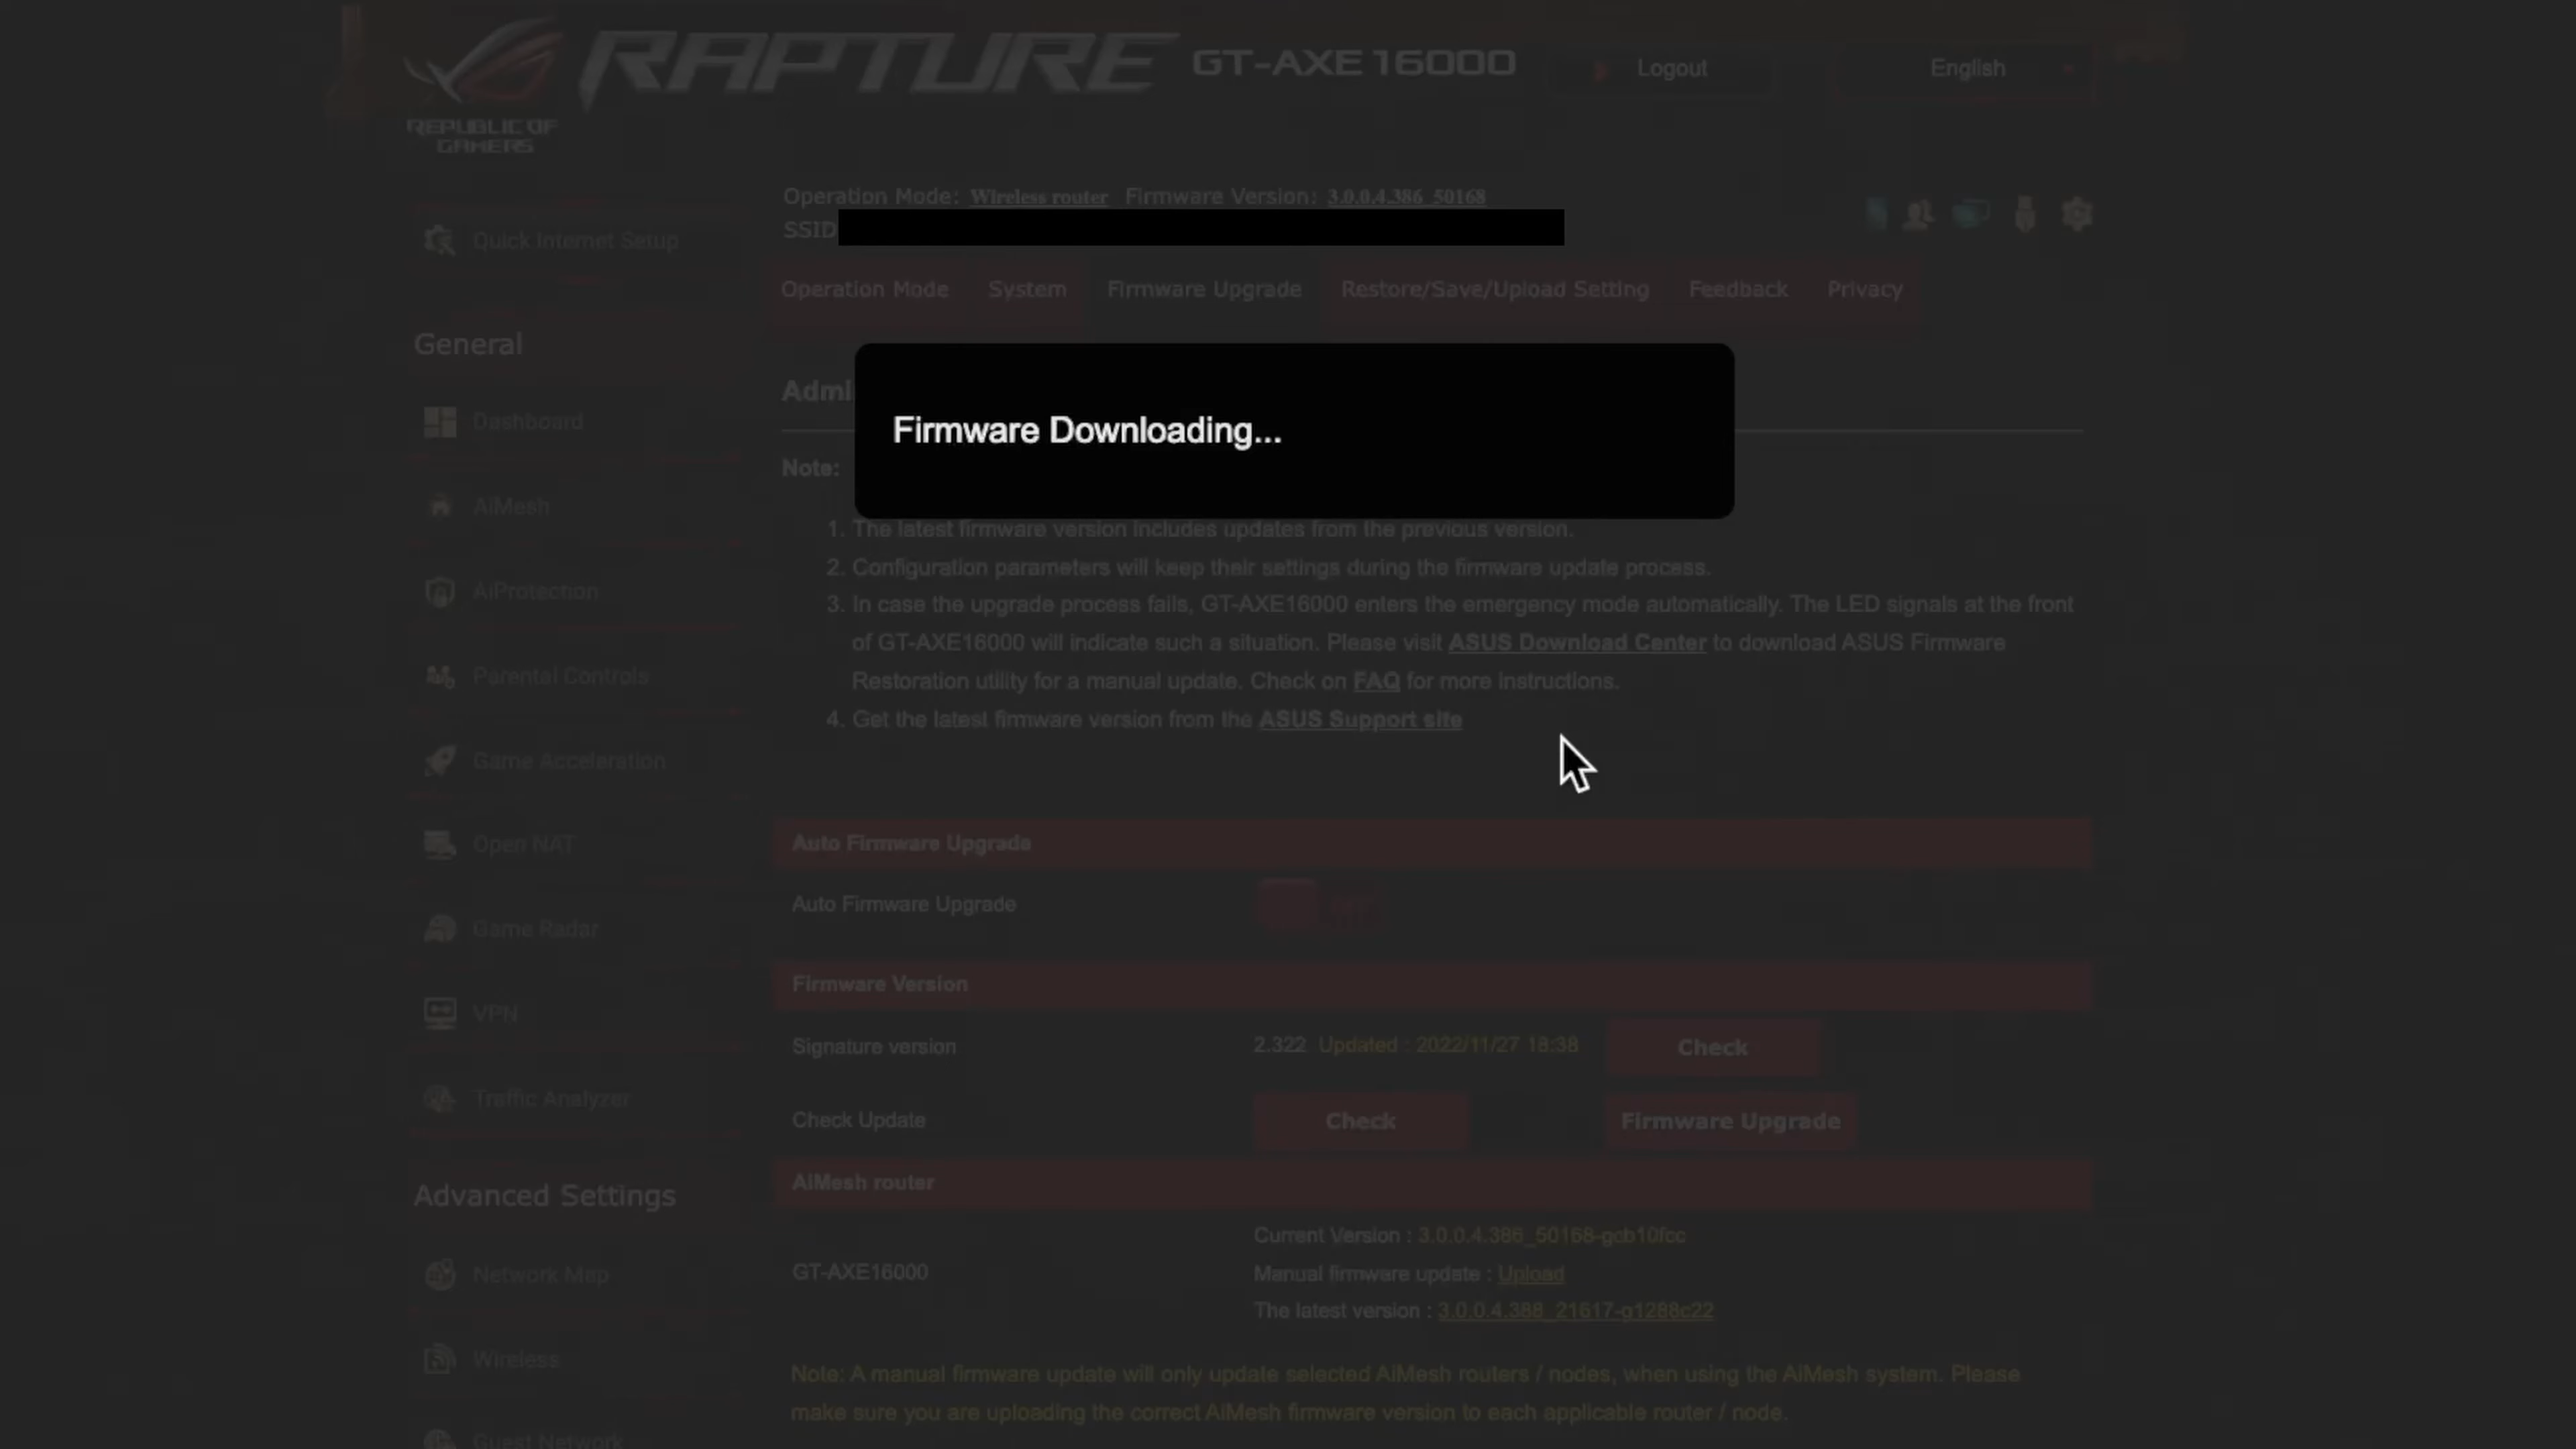 RAPTURE GT-AXE16000 Logout English
REPUBLIC OF
GAMERS
Operation Mode: Wireless router Firmware Version: 3.0.0.4.386_50168
SSID
Quick Internet Setup
Operation Mode System Firmware Upgrade Restore/Save/Upload Setting Feedback Privacy
General
Admi
Firmware Downloading...
Dashboard
Note:
AiMesh
1. The latest firmware version includes updates from the previous version.
2. Configuration parameters will keep their settings during the firmware update process.
AiProtection
3. In case the upgrade process fails, GT-AXE16000 enters the emergency mode automatically. The LED signals at the front
of GT-AXE16000 will indicate such a situation. Please visit ASUS Download Center to download ASUS Firmware
Parental Controls
Restoration utility for a manual update. Check on FAQ for more instructions.
4. Get the latest firmware version from the ASUS Support site
Game Acceleration
Open NAT
Auto Firmware Upgrade
Auto Firmware Upgrade
Game Radar
Firmware Version
VPN
Signature version 2.322 Updated : 2022/11/27 18:38 Check
Traffic Analyzer
Check Update Check Firmware Upgrade
Advanced Settings
AiMesh router
GT-AXE16000
Current Version : 3.0.0.4.386_50168-gcb10fcc
Manual firmware update : Upload
The latest version : 3.0.0.4.388_21617-g1288c22
Network Map
Wireless
Note: A manual firmware update will only update selected AiMesh routers / nodes, when using the AiMesh system. Please
make sure you are uploading the correct AiMesh firmware version to each applicable router / node.
Guest Network